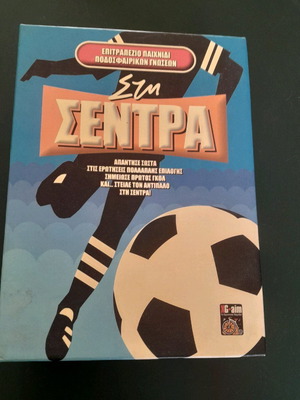 ΕΠΙΤΡΑΠΕΖΙΟ ΠΑΙΧΝΙΔΙ
ΠΟΔΟΣΦΑΙΡΙΚΩΝ ΓΝΩΣΕΩΝ
Στη
ΣΕΝΤΡΑ
ΑΠΑΝΤΗΣΕ ΣΩΣΤΑ
ΣΤΙΣ ΕΡΩΤΗΣΕΙΣ ΠΟΛΛΑΠΛΗΣ ΕΠΙΛΟΓΗΣ
ΣΗΜΕΙΩΣΕ ΠΡΩΤΟΣ ΓΚΟΛ
ΚΑΙ... ΣΤΕΙΛΕ ΤΟΝ ΑΝΤΙΠΑΛΟ
ΣΤΗ ΣΕΝΤΡΑ!